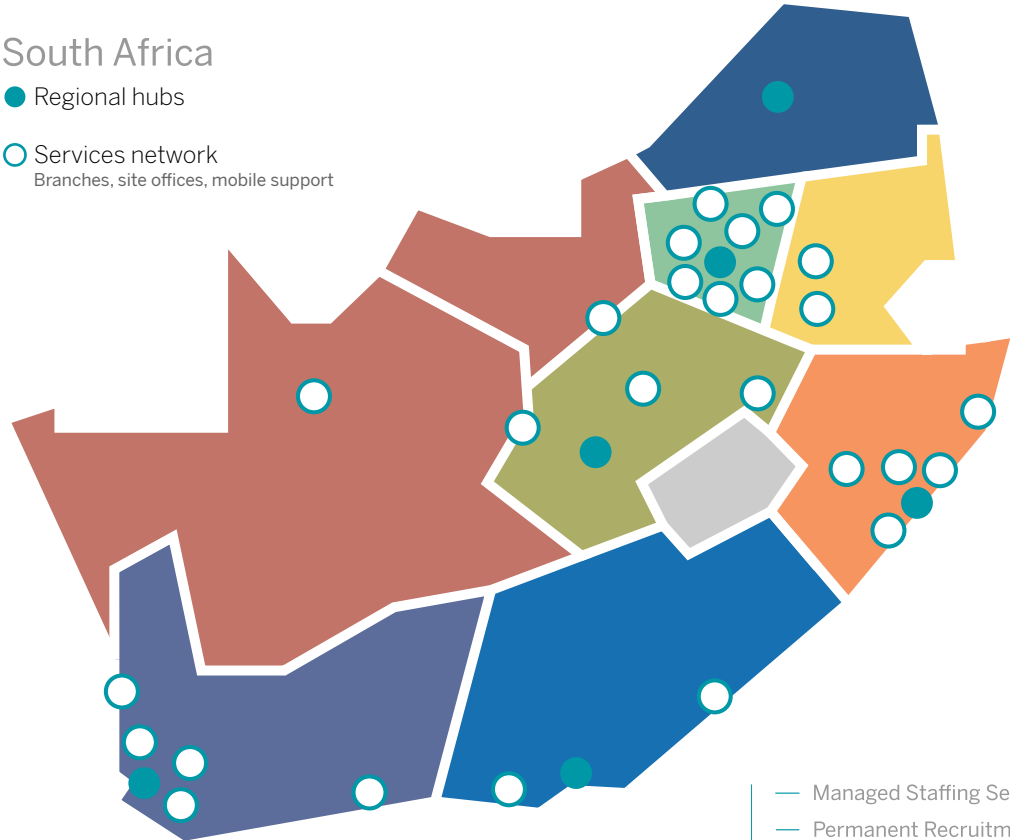 South Africa
Regional hubs
Services network
Branches, site offices, mobile support
Managed Staffing Se
Permanent Recruitm